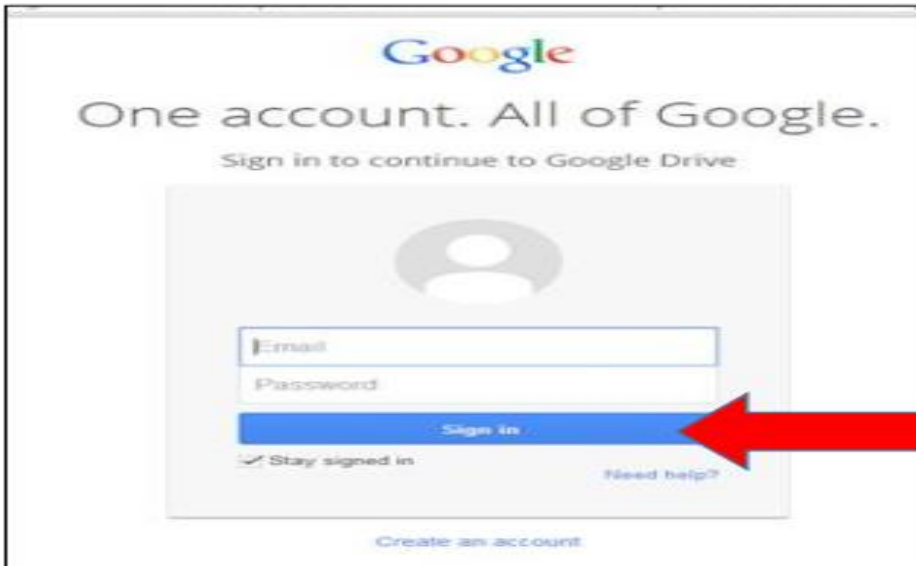 Google
One account. All of Google.
Sign in to continue to Google Drive
Email
Password
Sign in
Stay signed in
Need help?
Create an account